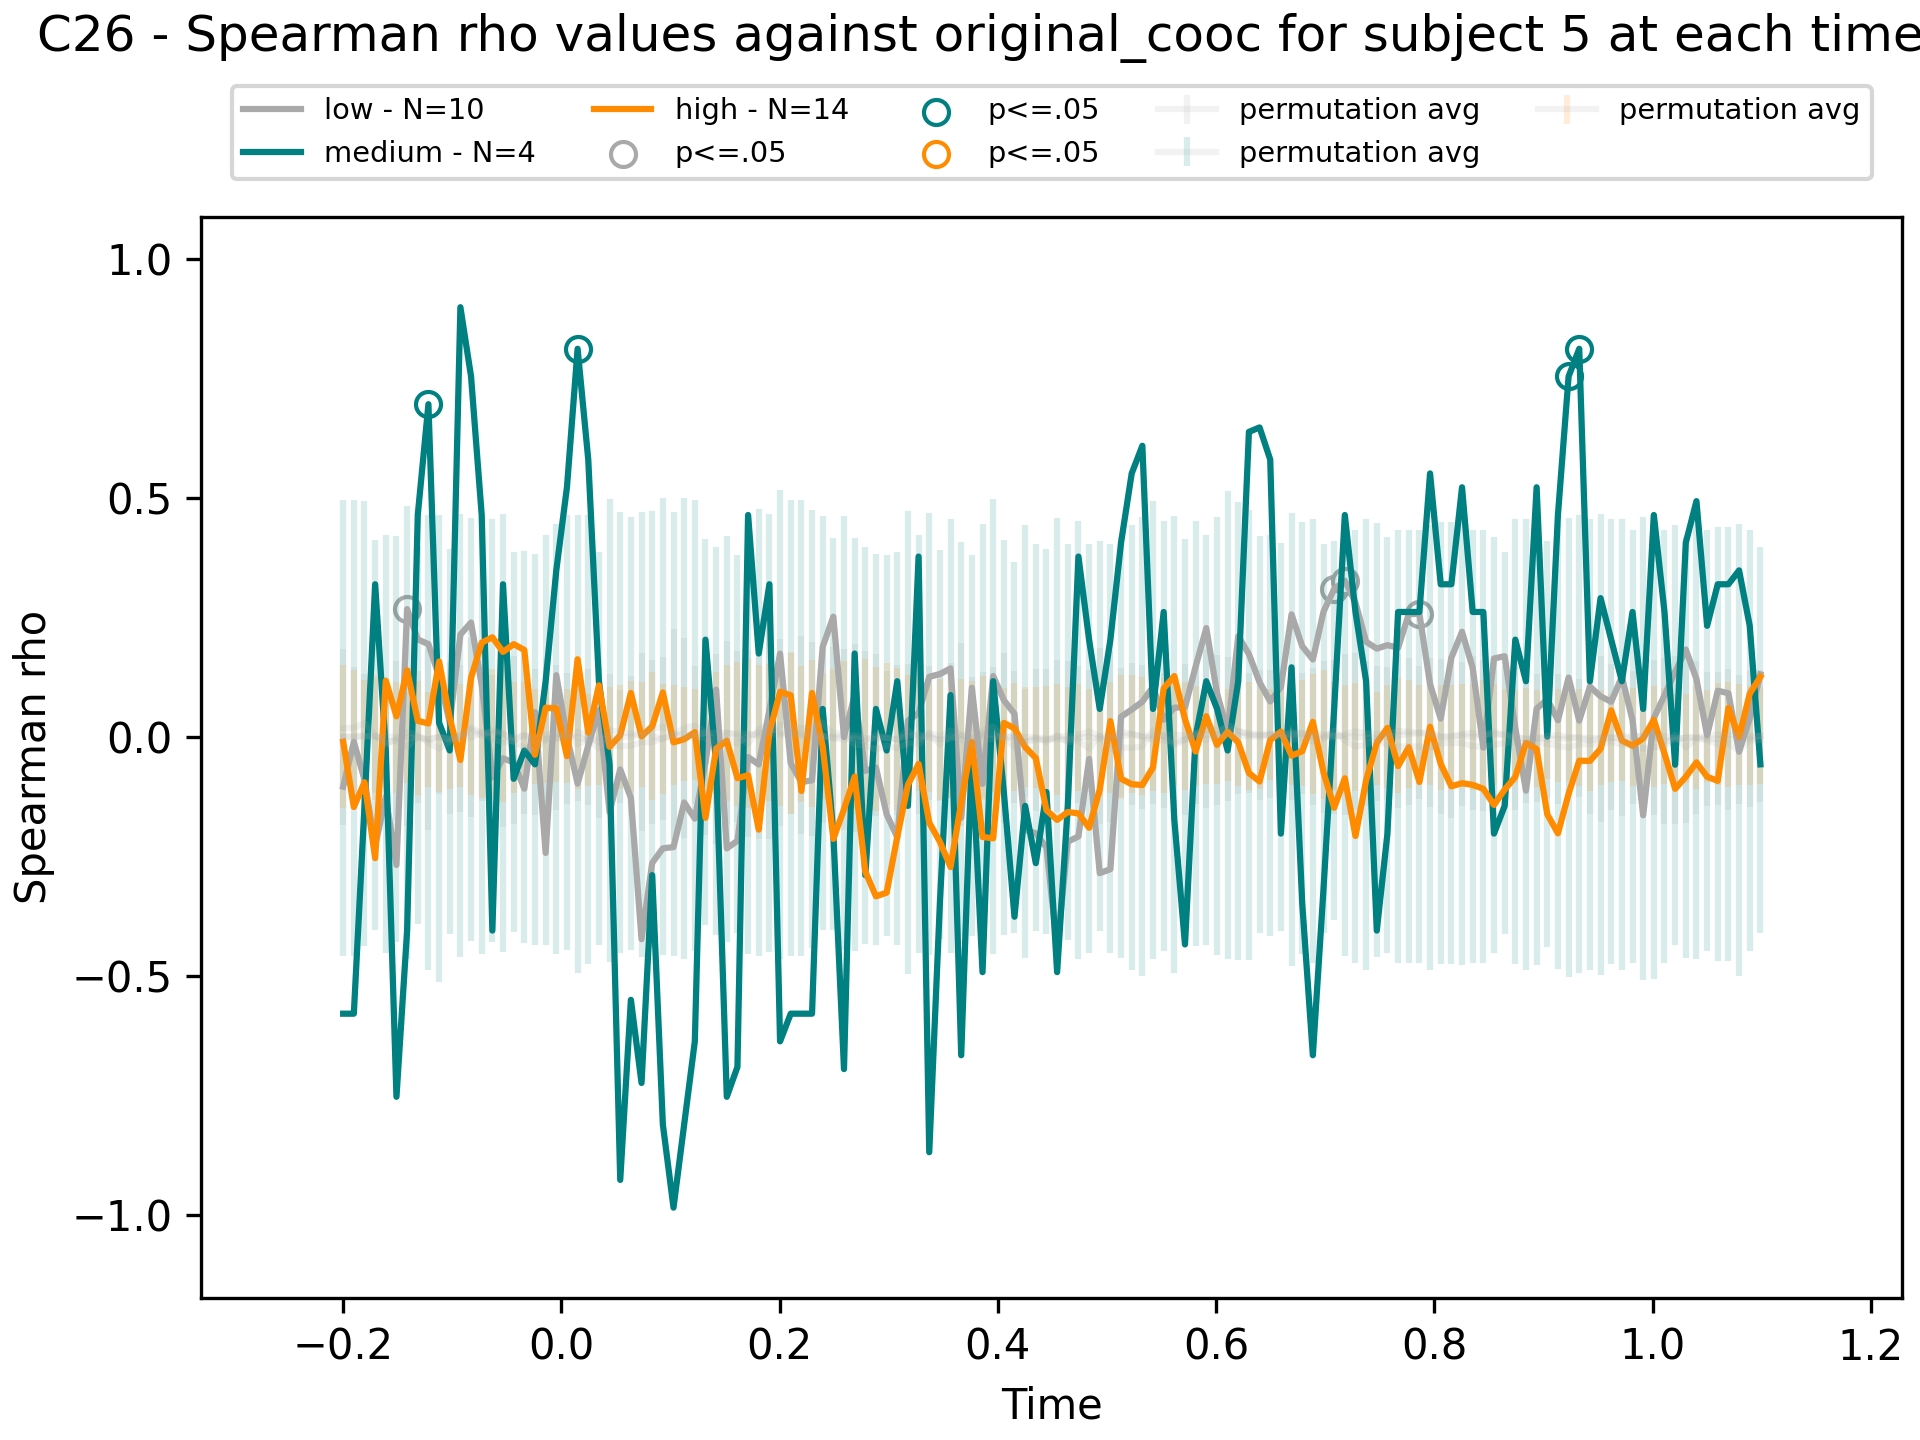 C26 - Spearman rho values against original_cooc for subject 5 at each time
low - N=10
medium - N=4
high - N=14
p<=.05
p<=.05
p<=.05
permutation avg
permutation avg
permutation avg
1.0
0.5
0.0
−0.5
−1.0
Spearman rho
−0.2
0.0
0.2
0.4
0.6
0.8
1.0
1.2
Time